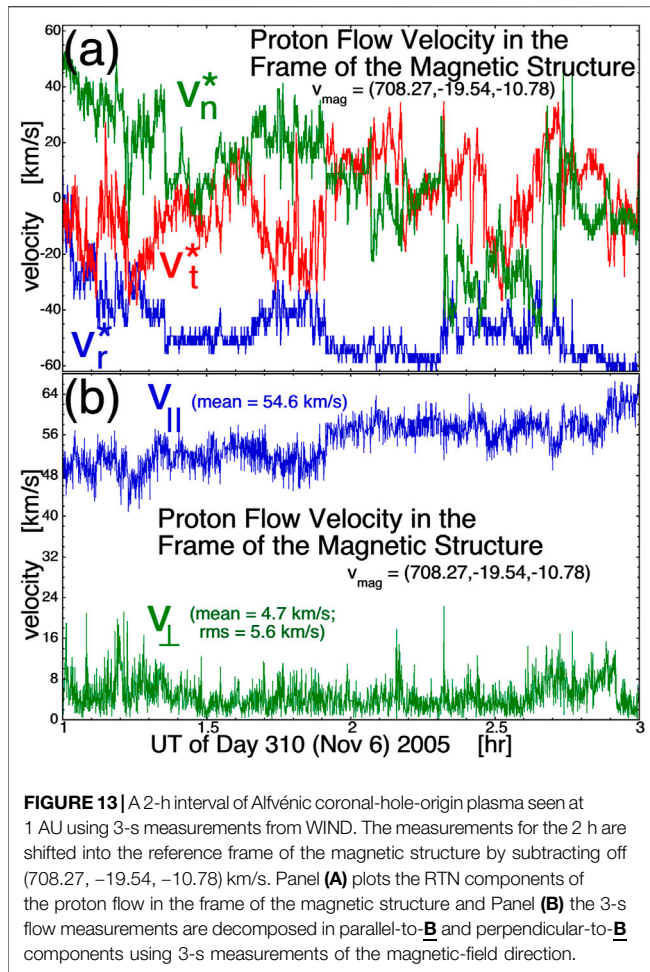 60
40
20
0
-20
-40
-60
velocity [km/s]
(a)
Proton Flow Velocity in the
Frame of the Magnetic Structure
v_mag = (708.27,-19.54,-10.78)
v_n^*
v_t^*
v_r^*
64
56
48
40
32
24
16
8
0
velocity [km/s]
(b)
v_|| (mean = 54.6 km/s)
Proton Flow Velocity in the
Frame of the Magnetic Structure
v_mag = (708.27,-19.54,-10.78)
v_⊥ (mean = 4.7 km/s;
rms = 5.6 km/s)
1 1.5 2 2.5 3
UT of Day 310 (Nov 6) 2005 [hr]
FIGURE 13 | A 2-h interval of Alfvénic coronal-hole-origin plasma seen at
1 AU using 3-s measurements from WIND. The measurements for the 2 h are
shifted into the reference frame of the magnetic structure by subtracting off
(708.27, −19.54, −10.78) km/s. Panel (A) plots the RTN components of
the proton flow in the frame of the magnetic structure and Panel (B) the 3-s
flow measurements are decomposed in parallel-to-B and perpendicular-to-B
components using 3-s measurements of the magnetic-field direction.